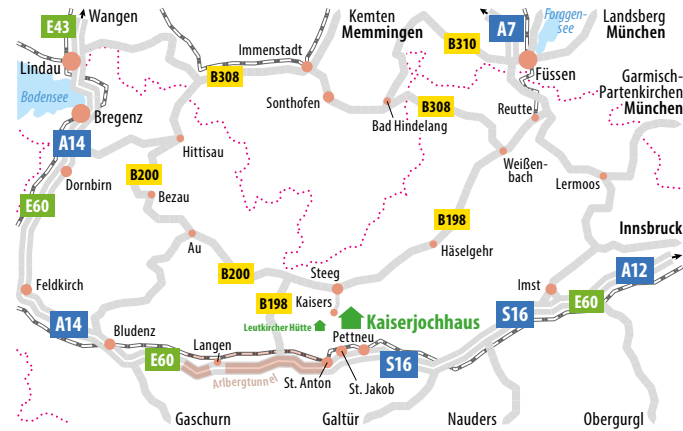 Wangen
E43
Lindau
Bodensee
Bregenz
A14
Dornbirn
E60
Feldkirch
A14
Bludenz
E60
Langen
Arlbergtunnel
Gaschurn
Kempten
Memmingen
Immenstadt
B308
Sonthofen
Bad Hindelang
B308
B310
A7
Forggen-
see
Landsberg
München
Füssen
Garmisch-
Partenkirchen
München
Reutte
Hittisau
B200
Bezau
Au
B200
Weißen-
bach
Lermoos
B198
Häselgehr
Innsbruck
A12
Imst
E60
S16
Steeg
B198
Kaisers
Leutkircher Hütte
Kaiserjochhaus
Pettneu
St. Anton
St. Jakob
S16
Galtür
Nauders
Obergurgl